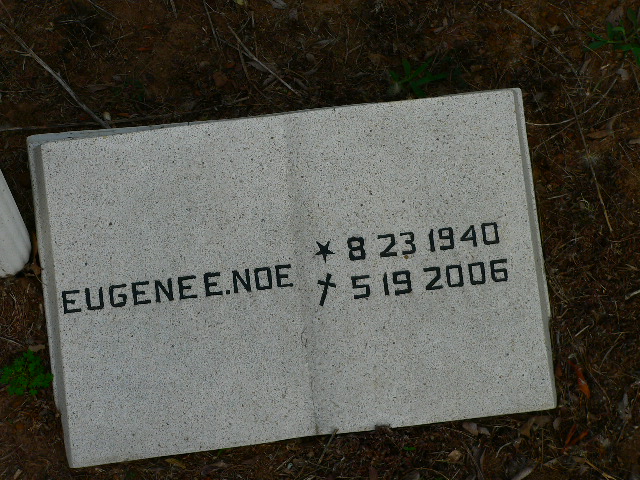 EUGENE E. NOE
★ 8 23 1940
✝ 5 19 2006